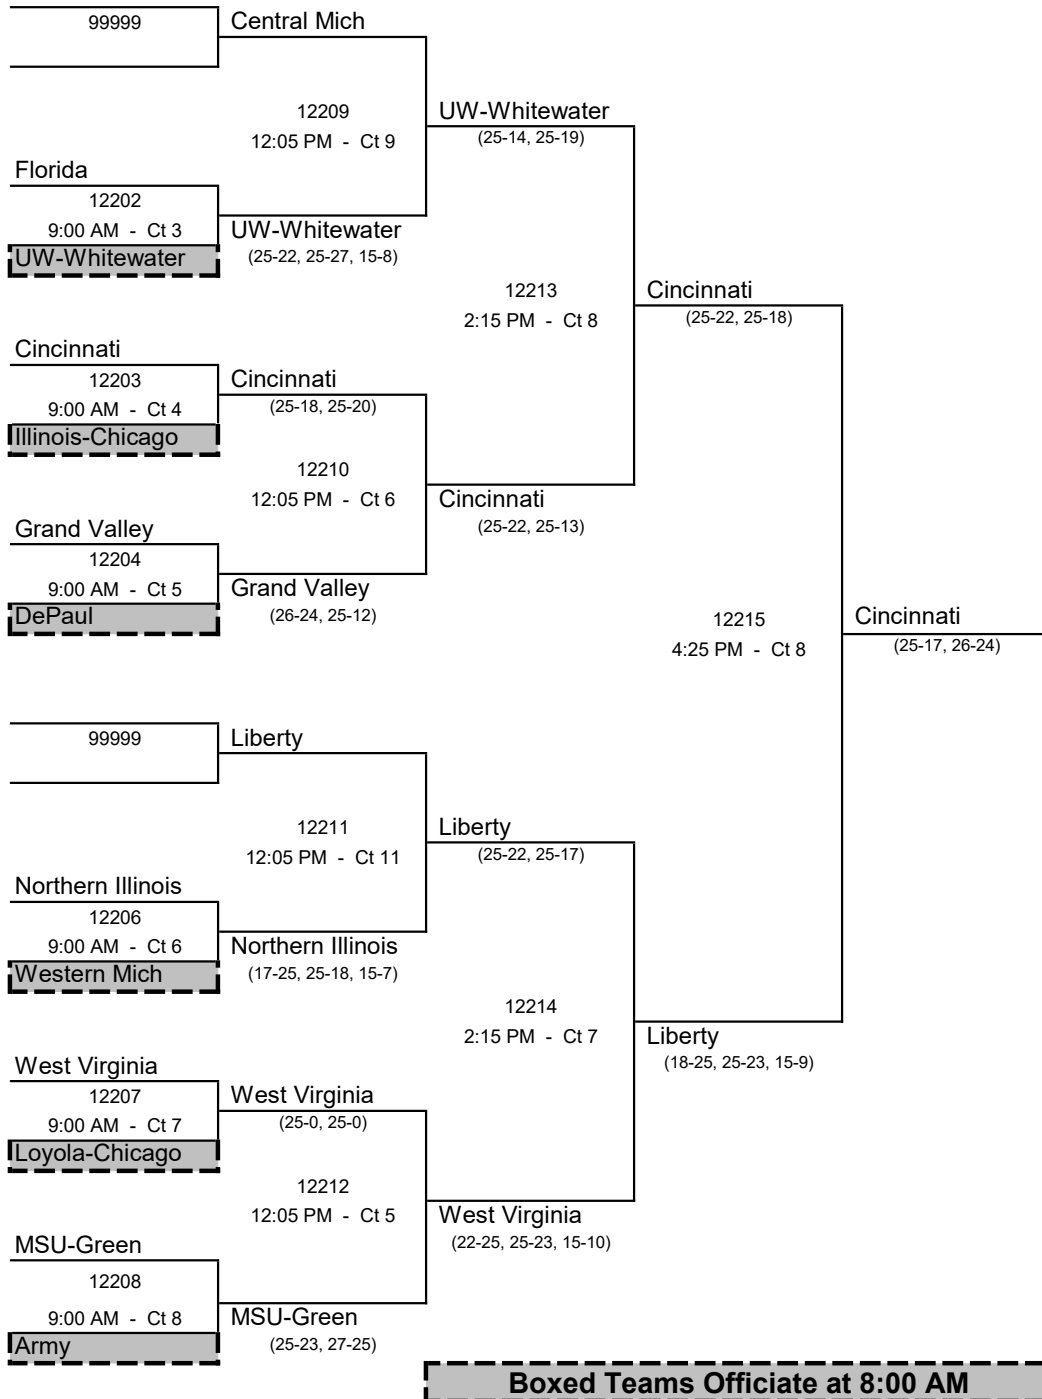 99999
Central Mich
12209
12:05 PM - Ct 9
UW-Whitewater
(25-14, 25-19)
Florida
12202
9:00 AM - Ct 3
UW-Whitewater
UW-Whitewater
(25-22, 25-27, 15-8)
12213
2:15 PM - Ct 8
Cincinnati
(25-22, 25-18)
Cincinnati
12203
9:00 AM - Ct 4
Illinois-Chicago
Cincinnati
(25-18, 25-20)
12210
12:05 PM - Ct 6
Cincinnati
(25-22, 25-13)
Grand Valley
12204
9:00 AM - Ct 5
DePaul
Grand Valley
(26-24, 25-12)
12215
4:25 PM - Ct 8
Cincinnati
(25-17, 26-24)
99999
Liberty
12211
12:05 PM - Ct 11
Liberty
(25-22, 25-17)
Northern Illinois
12206
9:00 AM - Ct 6
Western Mich
Northern Illinois
(17-25, 25-18, 15-7)
12214
2:15 PM - Ct 7
Liberty
(18-25, 25-23, 15-9)
West Virginia
12207
9:00 AM - Ct 7
Loyola-Chicago
West Virginia
(25-0, 25-0)
12212
12:05 PM - Ct 5
West Virginia
(22-25, 25-23, 15-10)
MSU-Green
12208
9:00 AM - Ct 8
Army
MSU-Green
(25-23, 27-25)
Boxed Teams Officiate at 8:00 AM